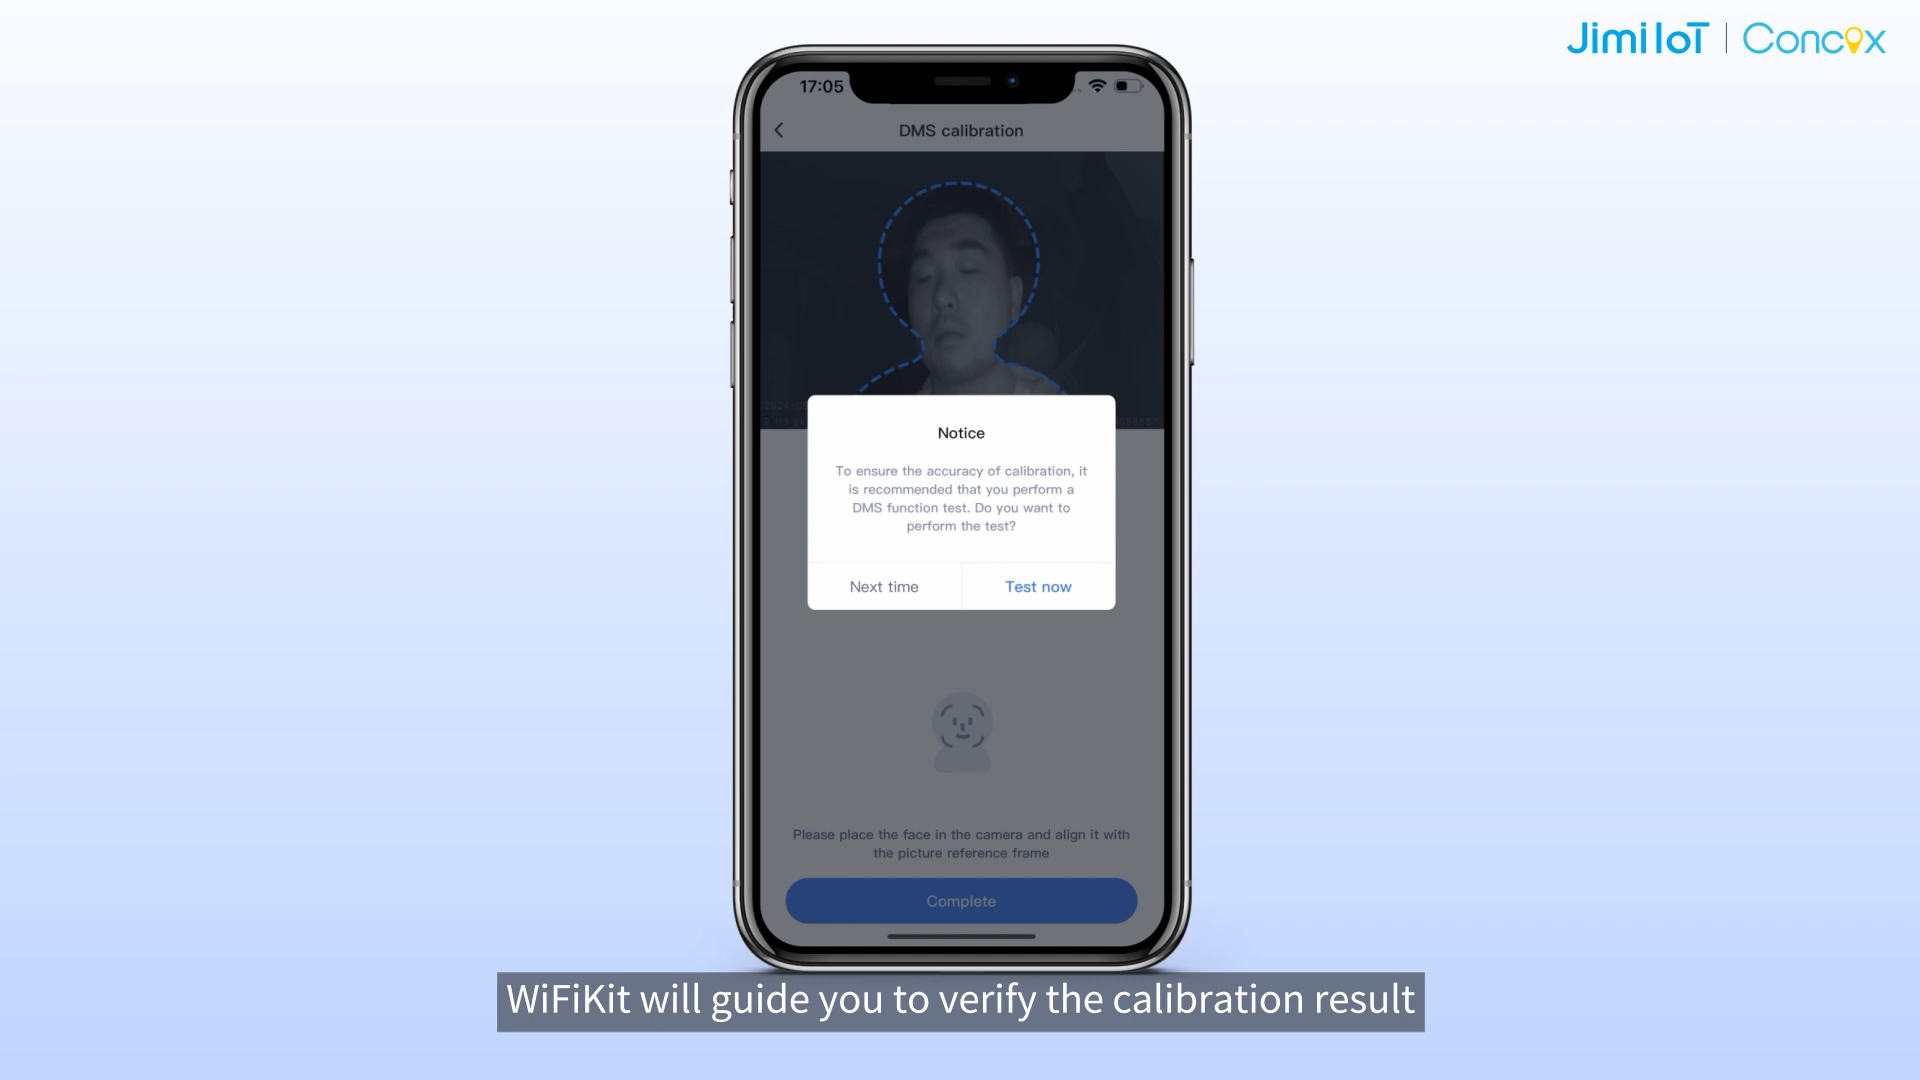 Jimi IoT | Concox
17:05
DMS calibration
Notice
To ensure the accuracy of calibration, it
is recommended that you perform a
DMS function test. Do you want to
perform the test?
Next time
Test now
Please place the face in the camera and align it with
the picture reference frame
Complete
WiFiKit will guide you to verify the calibration result